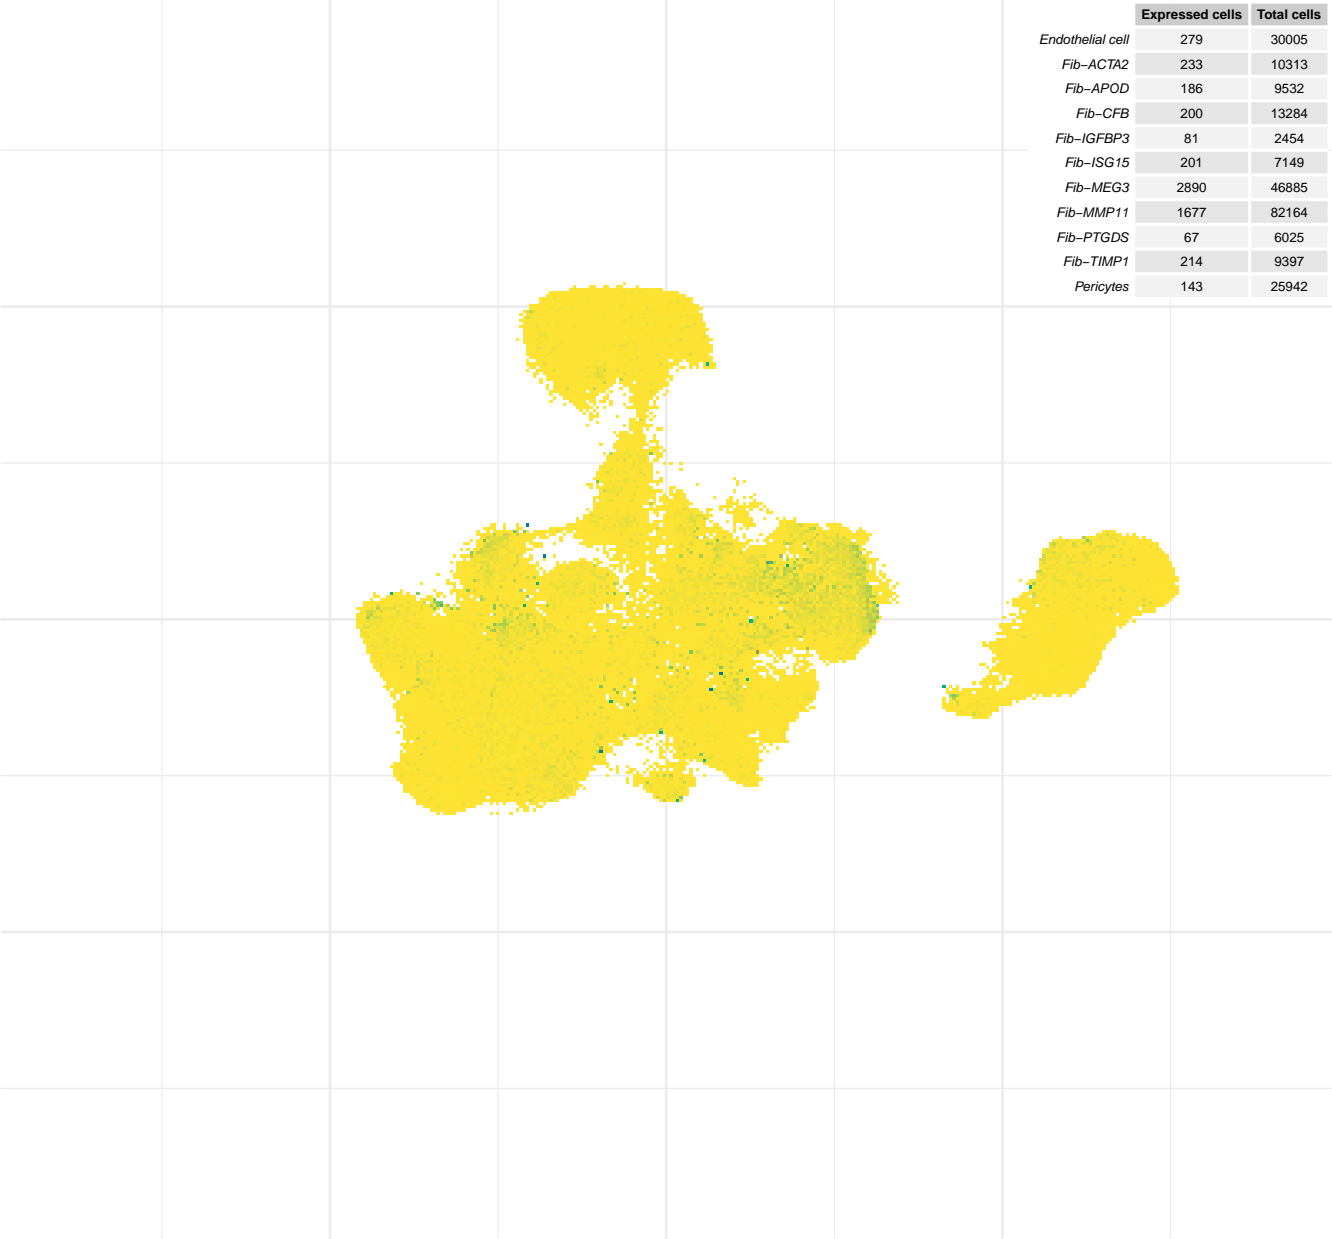 Expressed cells Total cells
Endothelial cell 279 30005
Fib−ACTA2 233 10313
Fib−APOD 186 9532
Fib−CFB 200 13284
Fib−IGFBP3 81 2454
Fib−ISG15 201 7149
Fib−MEG3 2890 46885
Fib−MMP11 1677 82164
Fib−PTGDS 67 6025
Fib−TIMP1 214 9397
Pericytes 143 25942